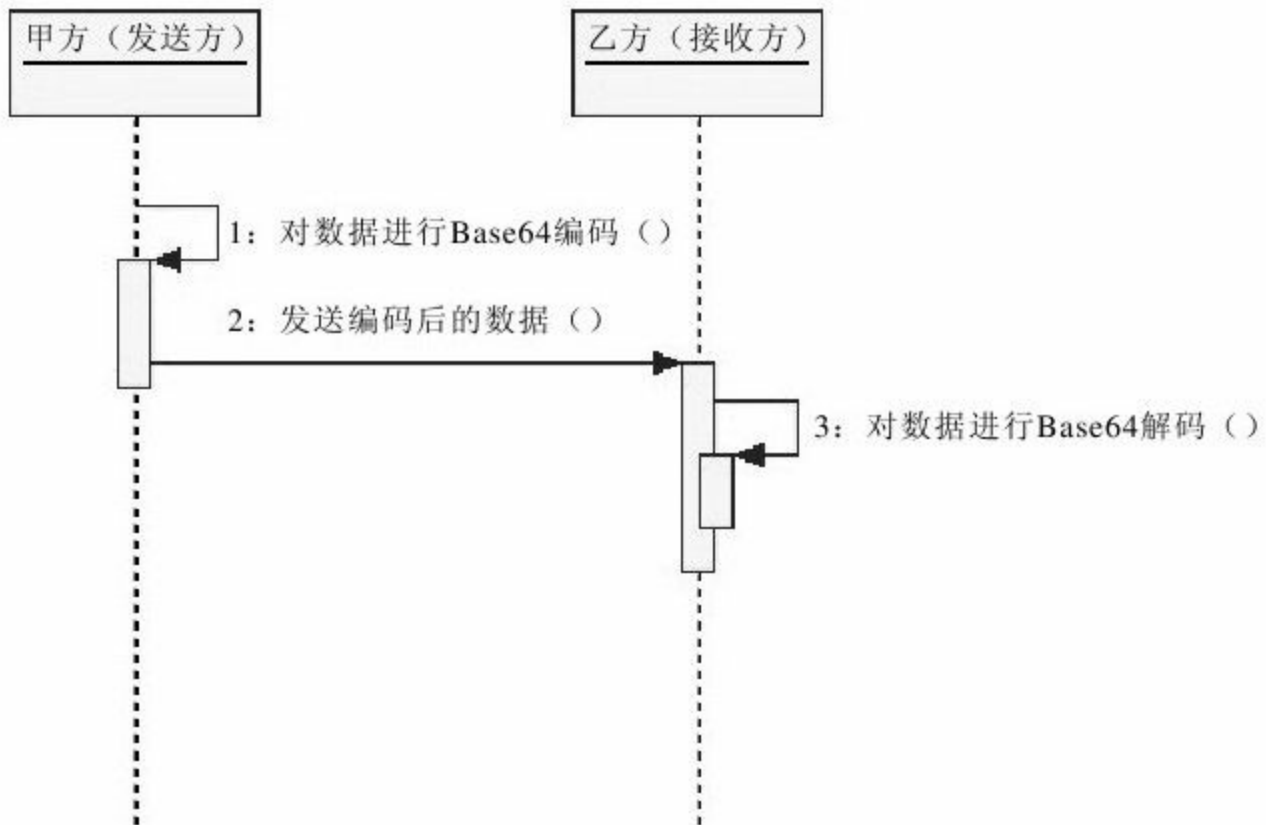 甲方（发送方）
乙方（接收方）
1：对数据进行Base64编码（）
2：发送编码后的数据（）
3：对数据进行Base64解码（）